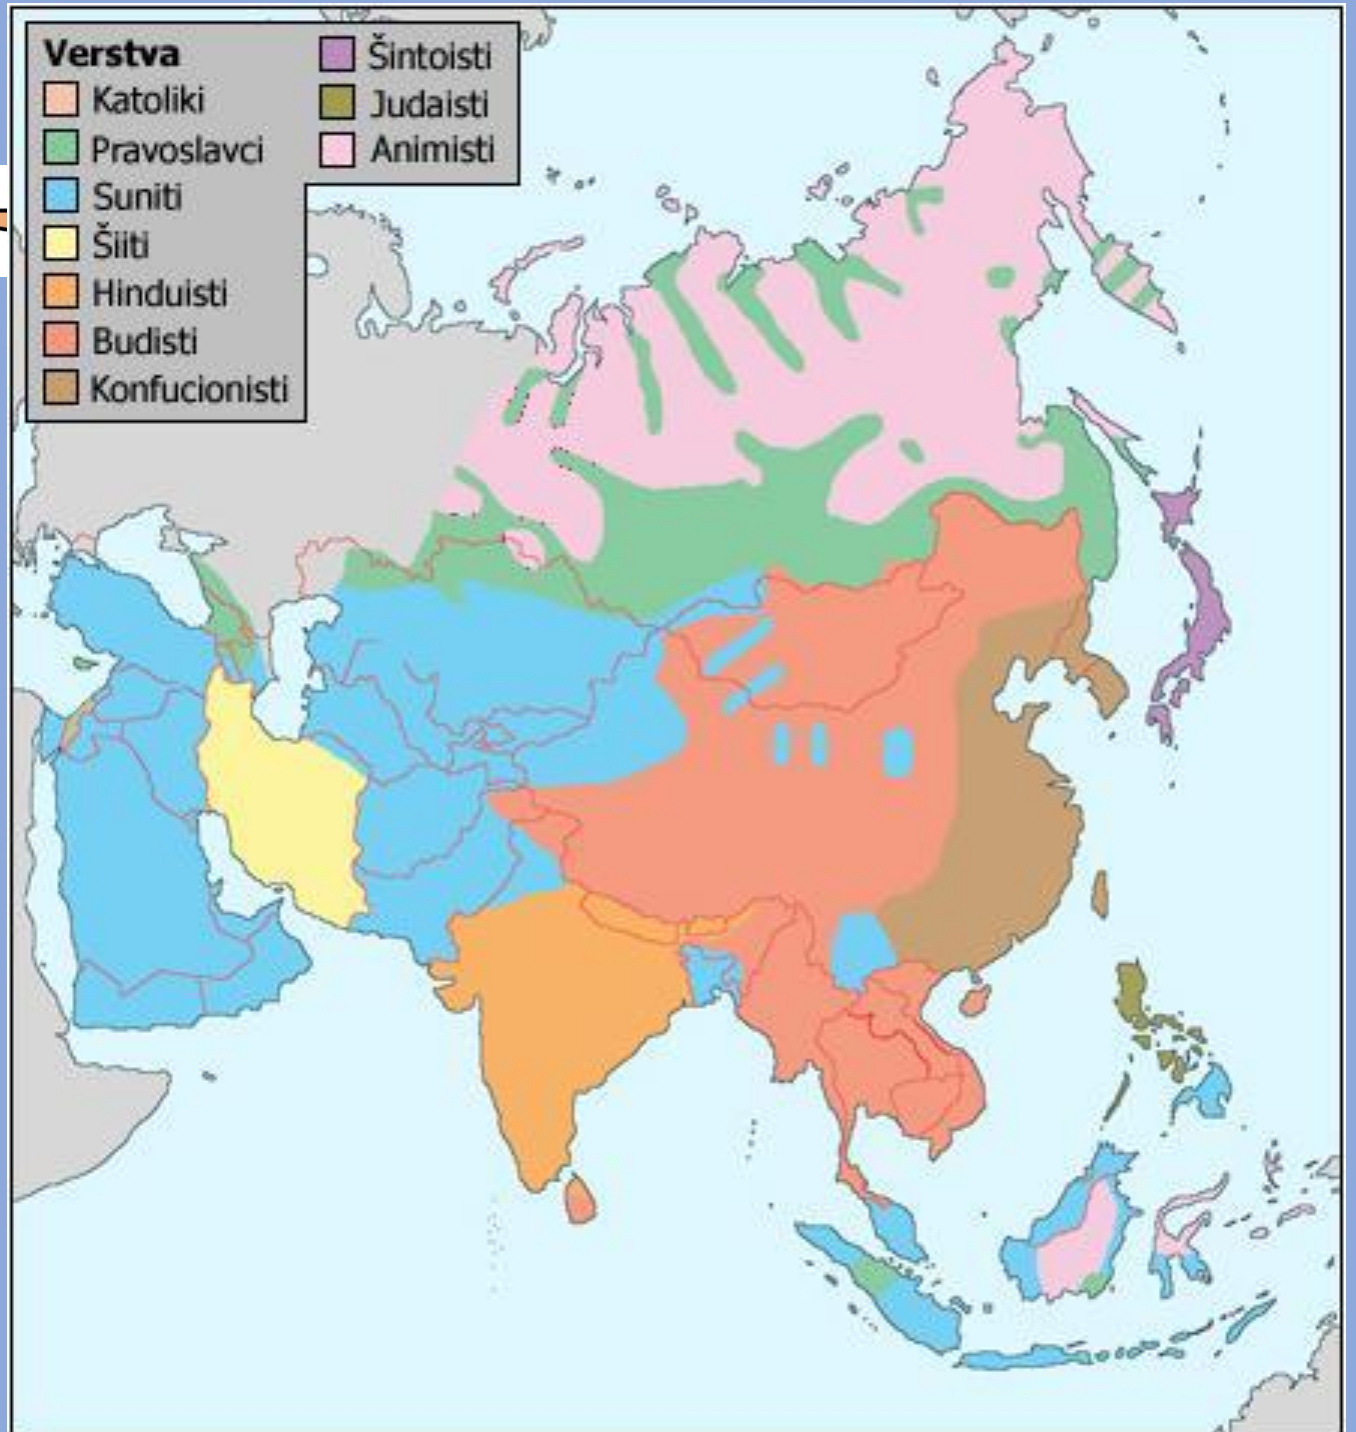 Verstva
Katoliki
Pravoslavci
Suniti
Šiiti
Hinduisti
Budisti
Konfucionisti
Šintoisti
Judaisti
Animisti